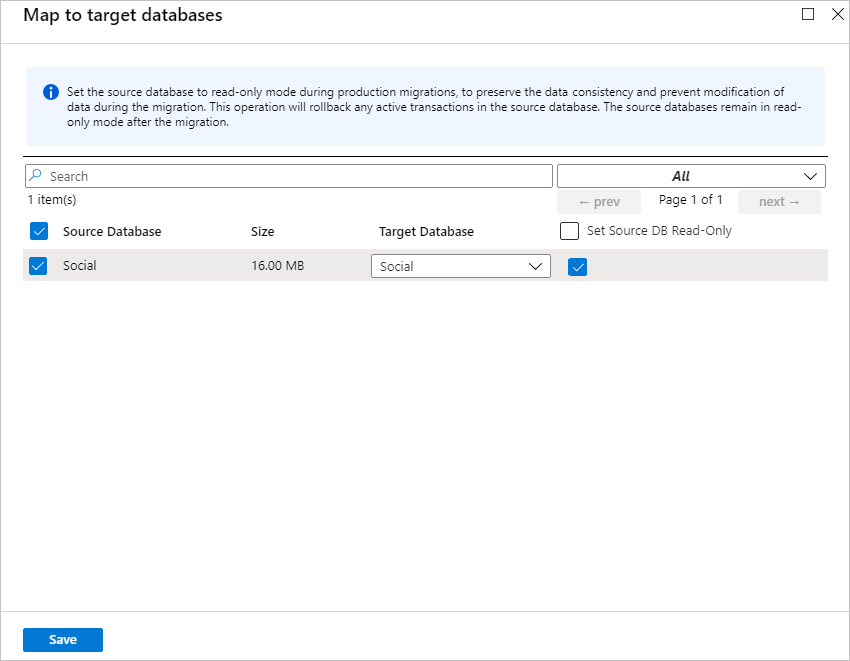 Map to target databases
Set the source database to read-only mode during production migrations, to preserve the data consistency and prevent modification of
data during the migration. This operation will rollback any active transactions in the source database. The source databases remain in read-
only mode after the migration.
Search
All
1 item(s)
← prev
Page 1 of 1
next →
Source Database
Size
Target Database
Set Source DB Read-Only
Social
16.00 MB
Social
Save